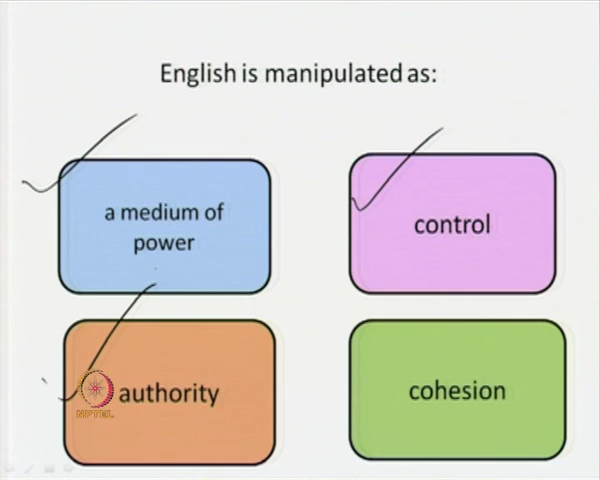 English is manipulated as:
a medium of
power
control
authority
cohesion
NPTEL